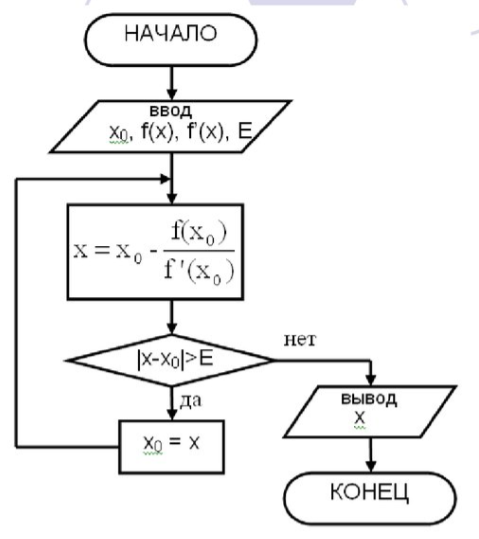 НАЧАЛО
ввод
x₀, f(x), f'(x), E
x = x₀ - f(x₀) / f'(x₀)
|x-x₀|>E
нет
да
x₀ = x
вывод
x
КОНЕЦ